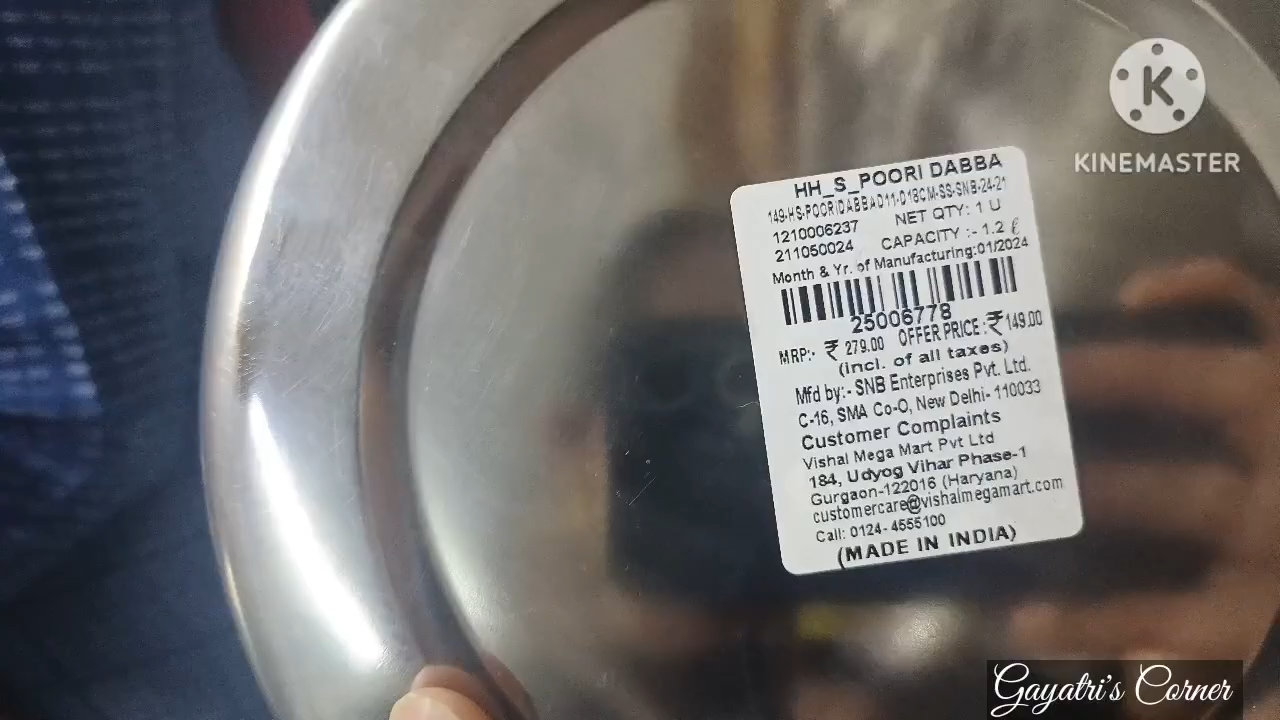 K
KINEMASTER
HH_S_POORI DABBA
149-HS-POORIDABBAD11-D18CM-SS-SNB-24-21
1210006237 NET QTY: 1 U
211050024 CAPACITY :- 1.2 ℓ
Month & Yr. of Manufacturing:01/2024
25006778
MRP:- ₹ 279.00 OFFER PRICE :₹ 149.00
(incl. of all taxes)
Mfd by:- SNB Enterprises Pvt. Ltd.
C-16, SMA Co-O, New Delhi- 110033
Customer Complaints
Vishal Mega Mart Pvt Ltd
184, Udyog Vihar Phase-1
Gurgaon-122016 (Haryana)
customercare@vishalmegamart.com
Call: 0124- 4555100
(MADE IN INDIA)
Gayatri's Corner